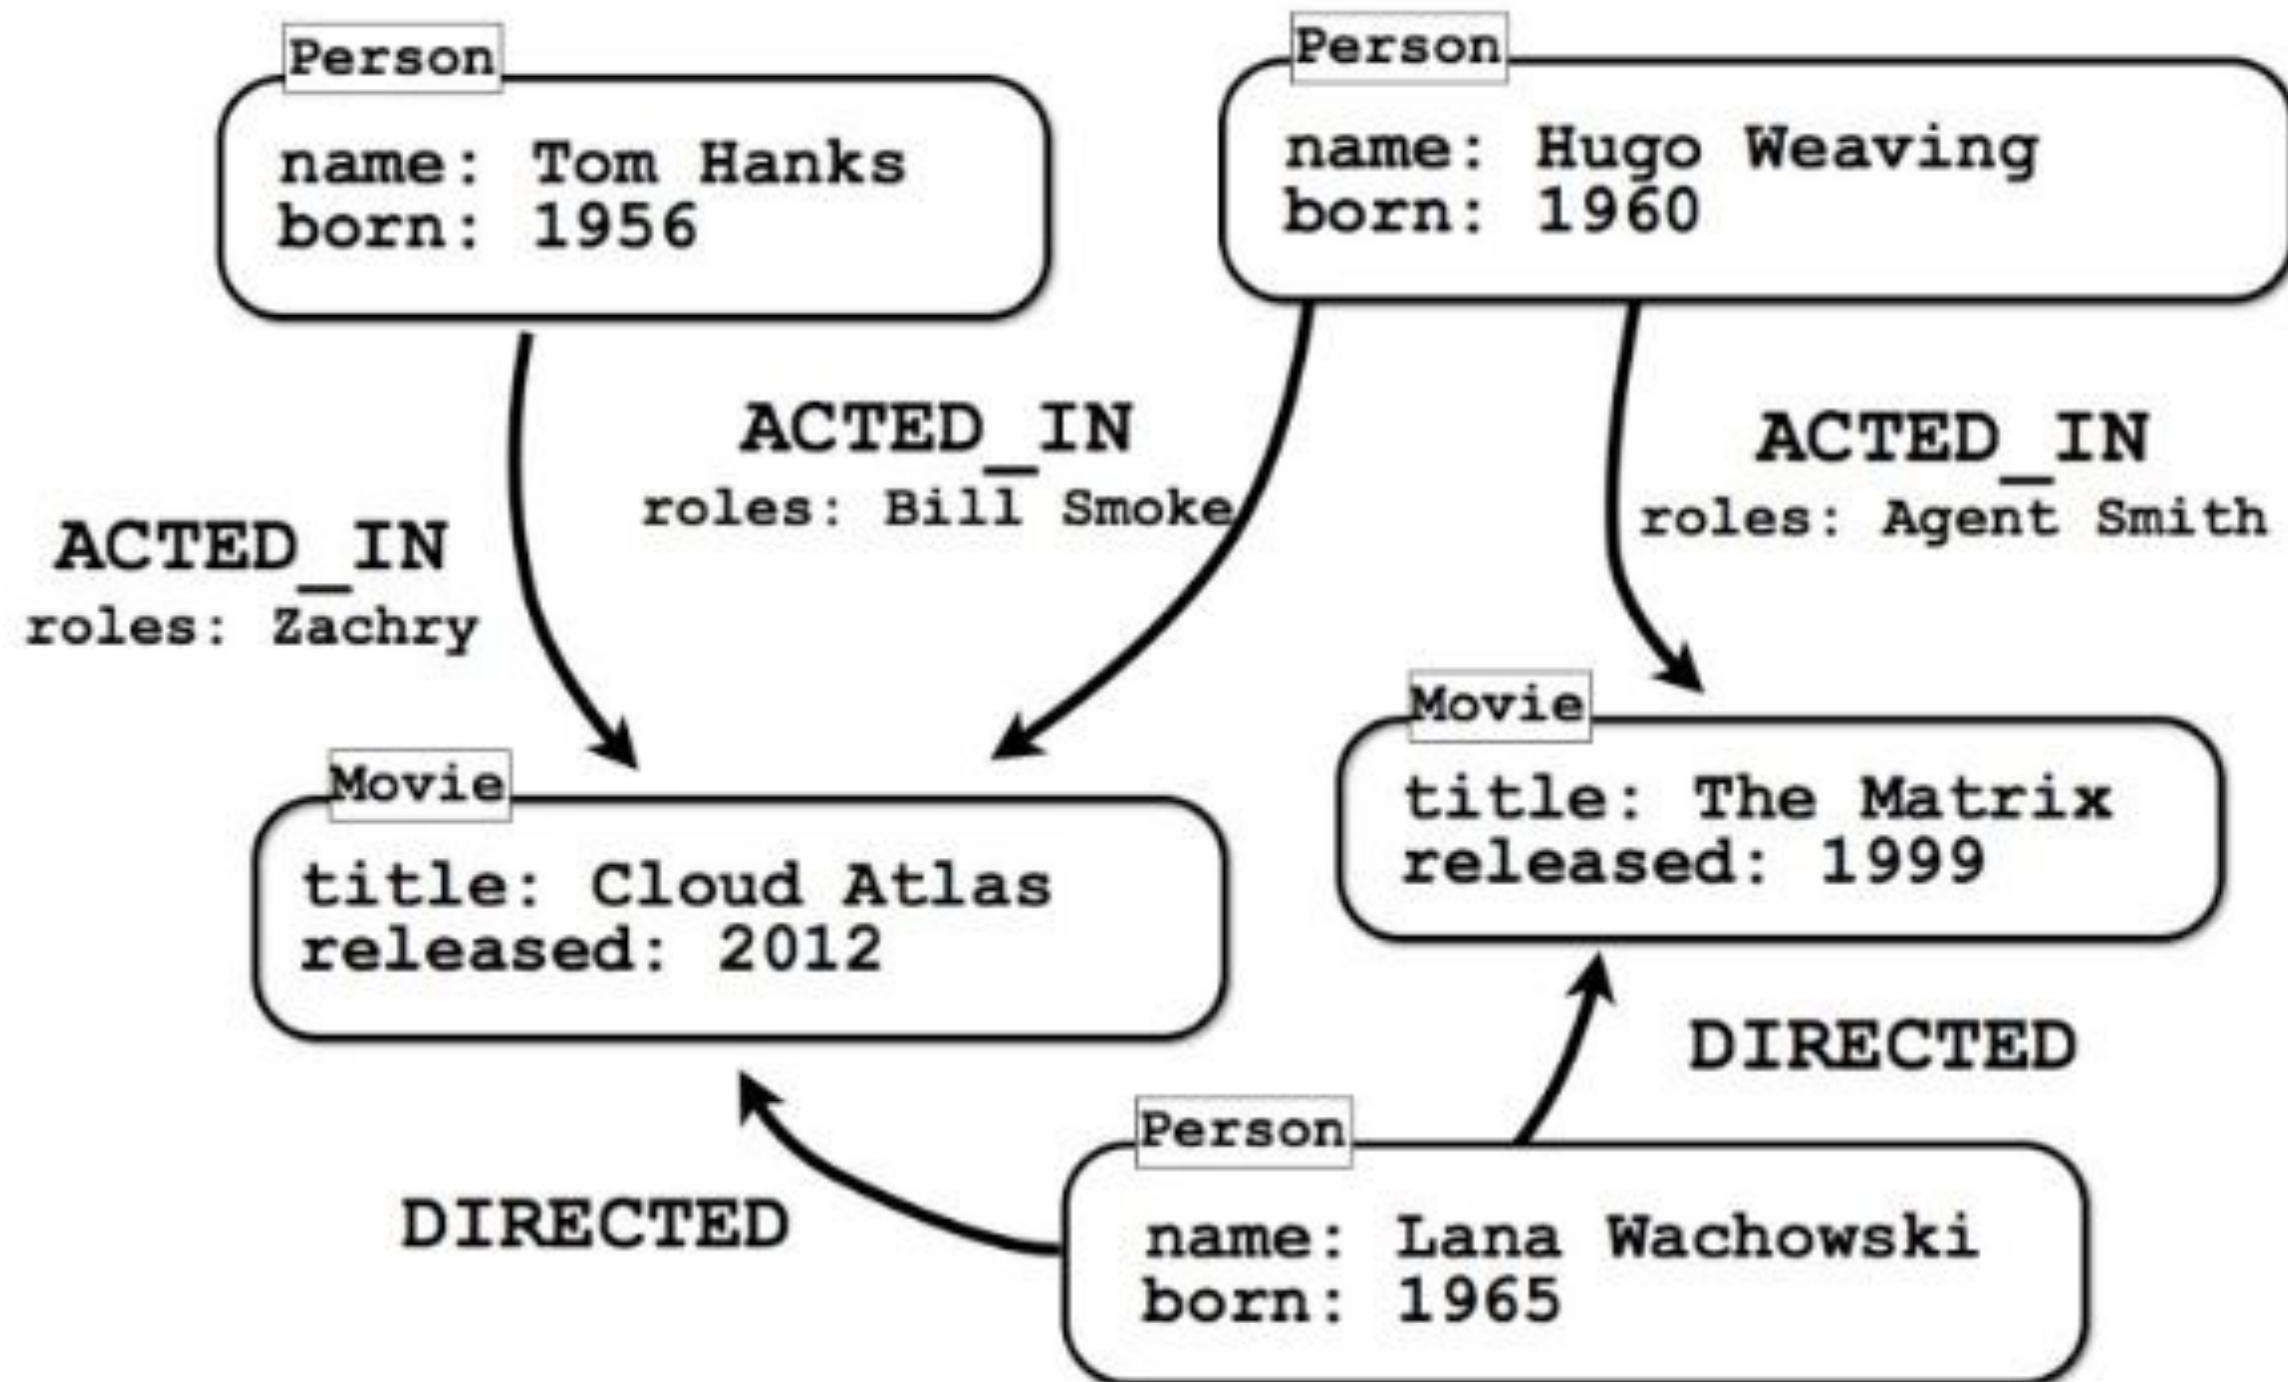 Person
name: Tom Hanks
born: 1956
Person
name: Hugo Weaving
born: 1960
ACTED_IN
roles: Zachry
ACTED_IN
roles: Bill Smoke
ACTED_IN
roles: Agent Smith
Movie
title: Cloud Atlas
released: 2012
Movie
title: The Matrix
released: 1999
DIRECTED
DIRECTED
Person
name: Lana Wachowski
born: 1965